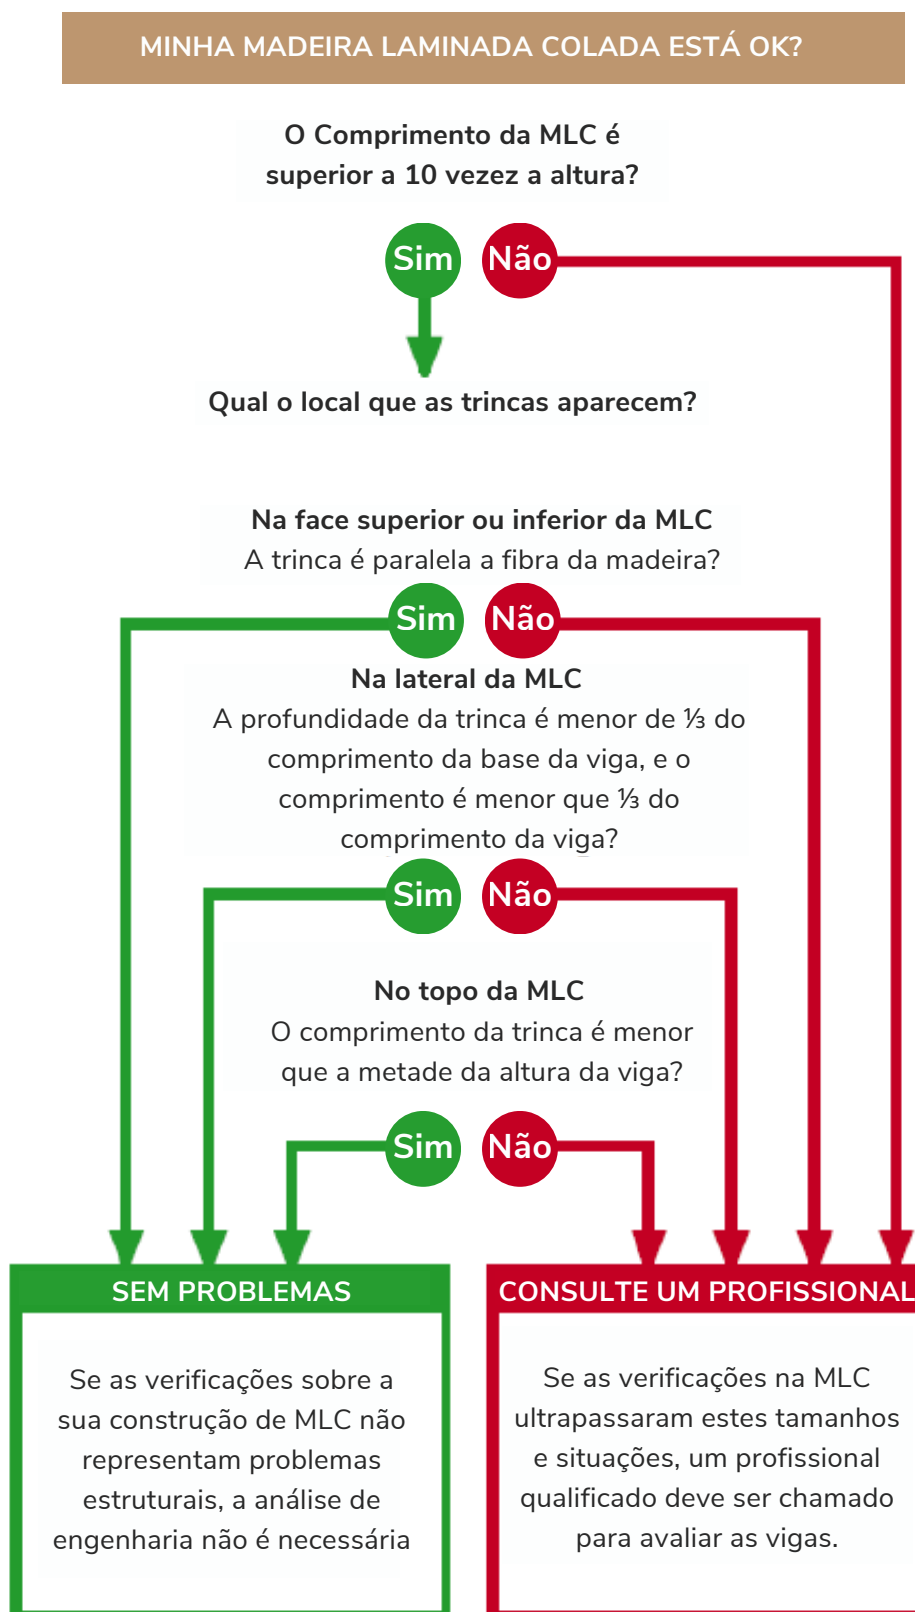 MINHA MADEIRA LAMINADA COLADA ESTÁ OK?
O Comprimento da MLC é
superior a 10 vezez a altura?
Sim Não
Qual o local que as trincas aparecem?
Na face superior ou inferior da MLC
A trinca é paralela a fibra da madeira?
Sim Não
Na lateral da MLC
A profundidade da trinca é menor de ⅓ do
comprimento da base da viga, e o
comprimento é menor que ⅓ do
comprimento da viga?
Sim Não
No topo da MLC
O comprimento da trinca é menor
que a metade da altura da viga?
Sim Não
SEM PROBLEMAS
Se as verificações sobre a
sua construção de MLC não
representam problemas
estruturais, a análise de
engenharia não é necessária
CONSULTE UM PROFISSIONAL
Se as verificações na MLC
ultrapassaram estes tamanhos
e situações, um profissional
qualificado deve ser chamado
para avaliar as vigas.